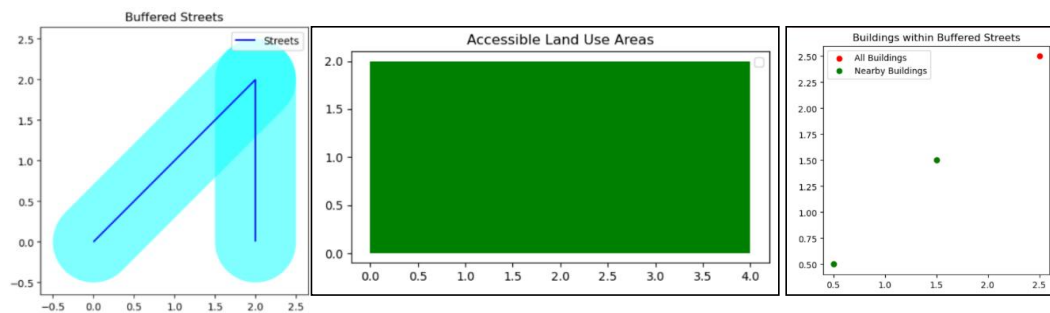 Buffered Streets
Streets
2.5
2.0
1.5
1.0
0.5
0.0
−0.5
−0.5 0.0 0.5 1.0 1.5 2.0 2.5
Accessible Land Use Areas
2.0
1.5
1.0
0.5
0.0
0.0 0.5 1.0 1.5 2.0 2.5 3.0 3.5 4.0
Buildings within Buffered Streets
All Buildings
Nearby Buildings
2.50
2.25
2.00
1.75
1.50
1.25
1.00
0.75
0.50
0.5 1.0 1.5 2.0 2.5